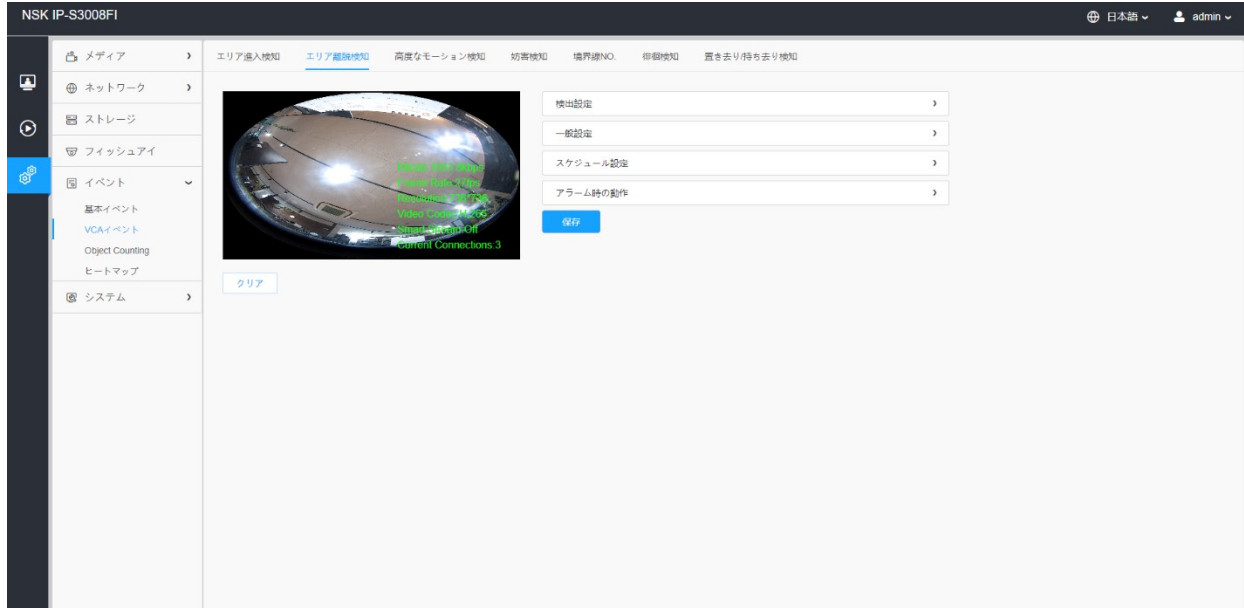 NSK IP-S3008FI
日本語
admin
メディア
ネットワーク
ストレージ
フィッシュアイ
イベント
基本イベント
VCAイベント
Object Counting
ヒートマップ
システム
エリア進入検知
エリア離脱検知
高度なモーション検知
妨害検知
境界線NO.
徘徊検知
置き去り/持ち去り検知
Video Codec
Smart Stream:Off
Current Connections:3
クリア
検出設定
一般設定
スケジュール設定
アラーム時の動作
保存